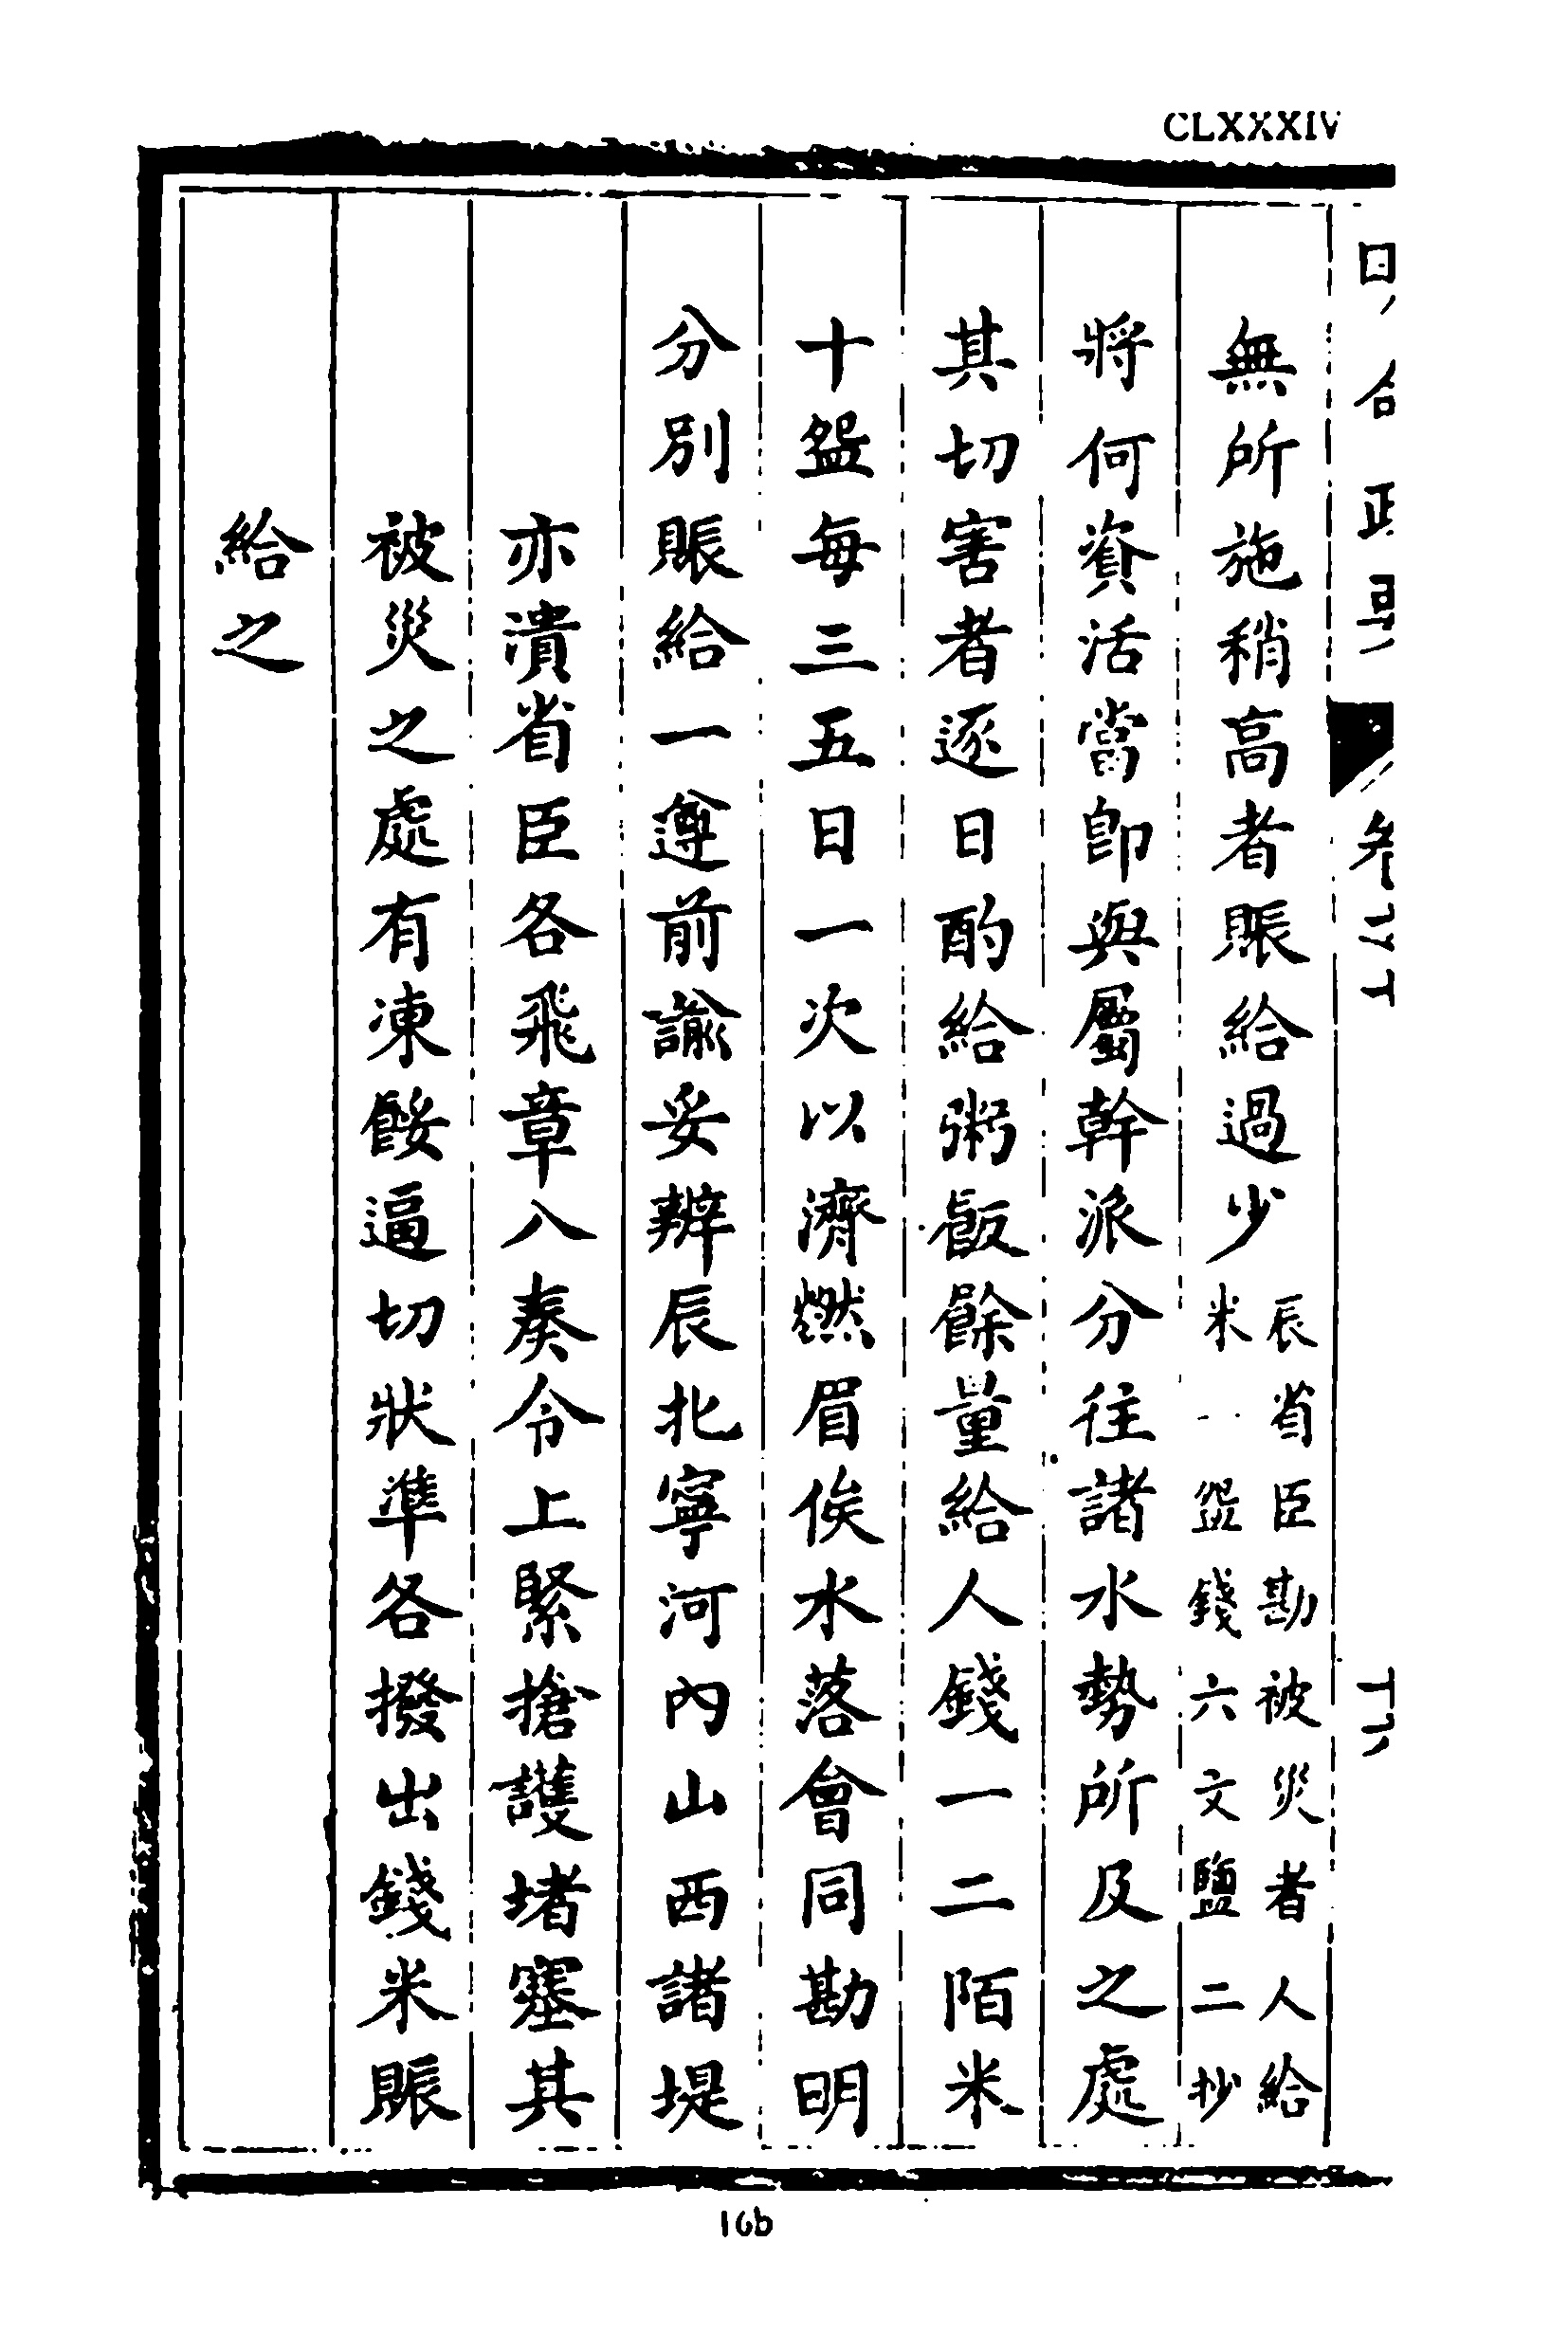 CLXXXIV
無所施稍高者賑給過少辰省臣勘被災者人給米一盌錢六文鹽二抄
將何資活當卽與屬幹派分往諸水勢所及之處
其切害者逐日酌給粥飯餘量給人錢一二陌米
十盌每三五日一次以濟燃眉俟水落會同勘明
分別賑給一遵前諭妥辦辰北寧河內山西諸堤
亦潰省臣各飛章入奏令上緊搶護堵塞其
被災之處有凍餒逼切狀準各撥出錢米賑
給之
16b